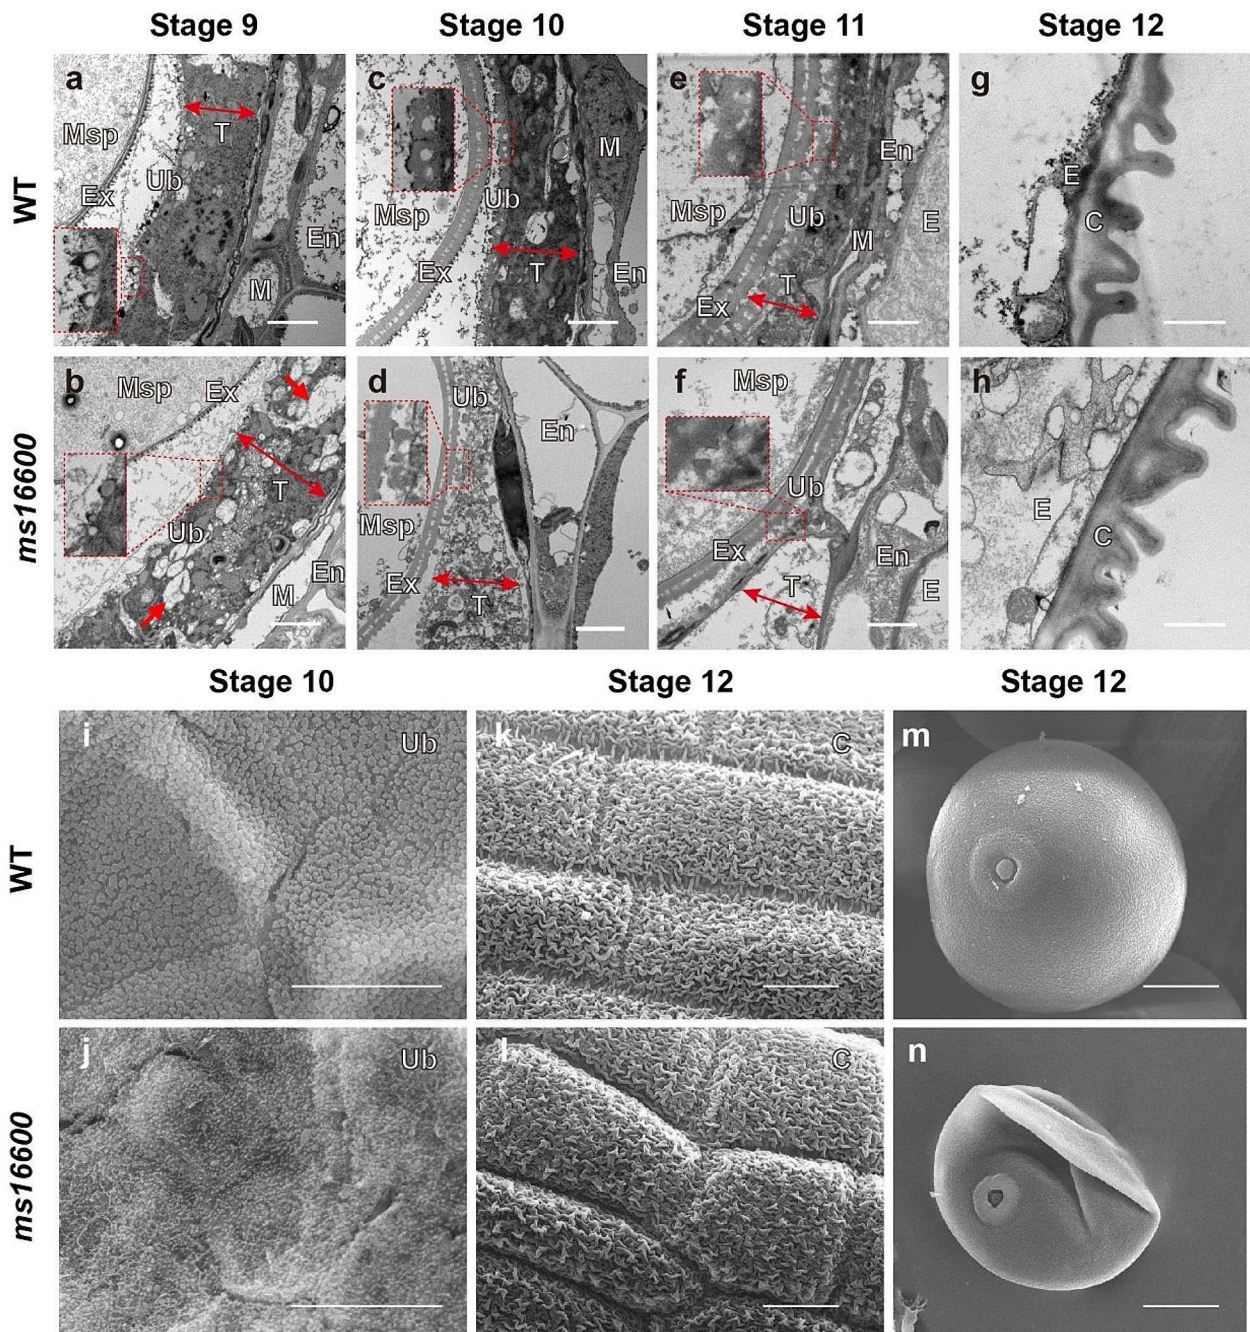 Stage 9 Stage 10 Stage 11 Stage 12
WT
a Msp Ex Ub T M En
c Msp Ex Ub T M En
e Msp Ex Ub T M En E
g E C
ms16600
b Msp Ex Ub T M En
d Msp Ex Ub T En
f Msp Ex Ub T En E
h E C
Stage 10 Stage 12 Stage 12
WT
i Ub
k C
m
ms16600
j Ub
l C
n